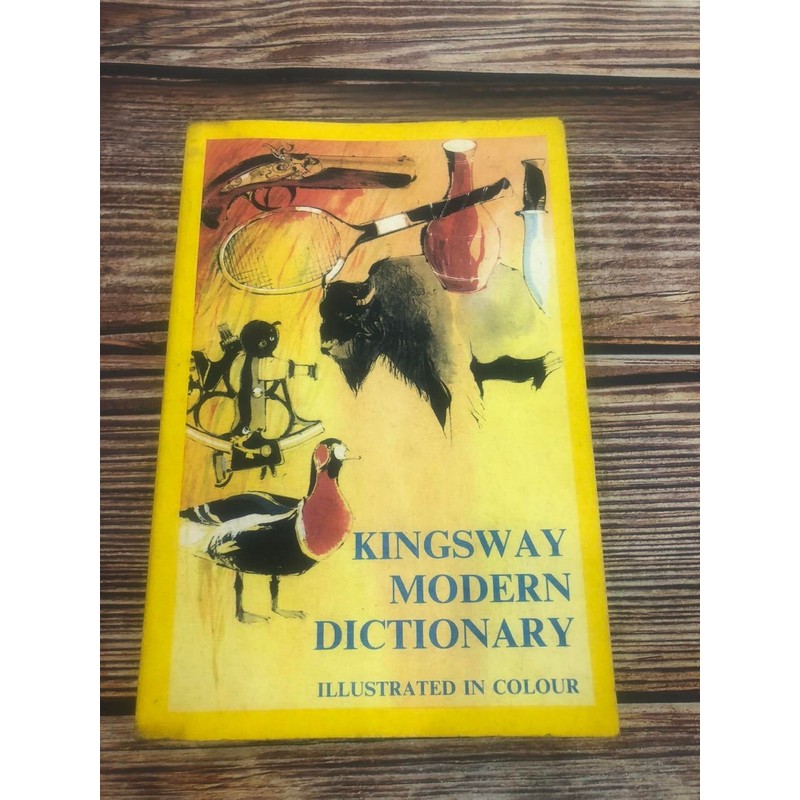 KINGSWAY
MODERN
DICTIONARY
ILLUSTRATED IN COLOUR